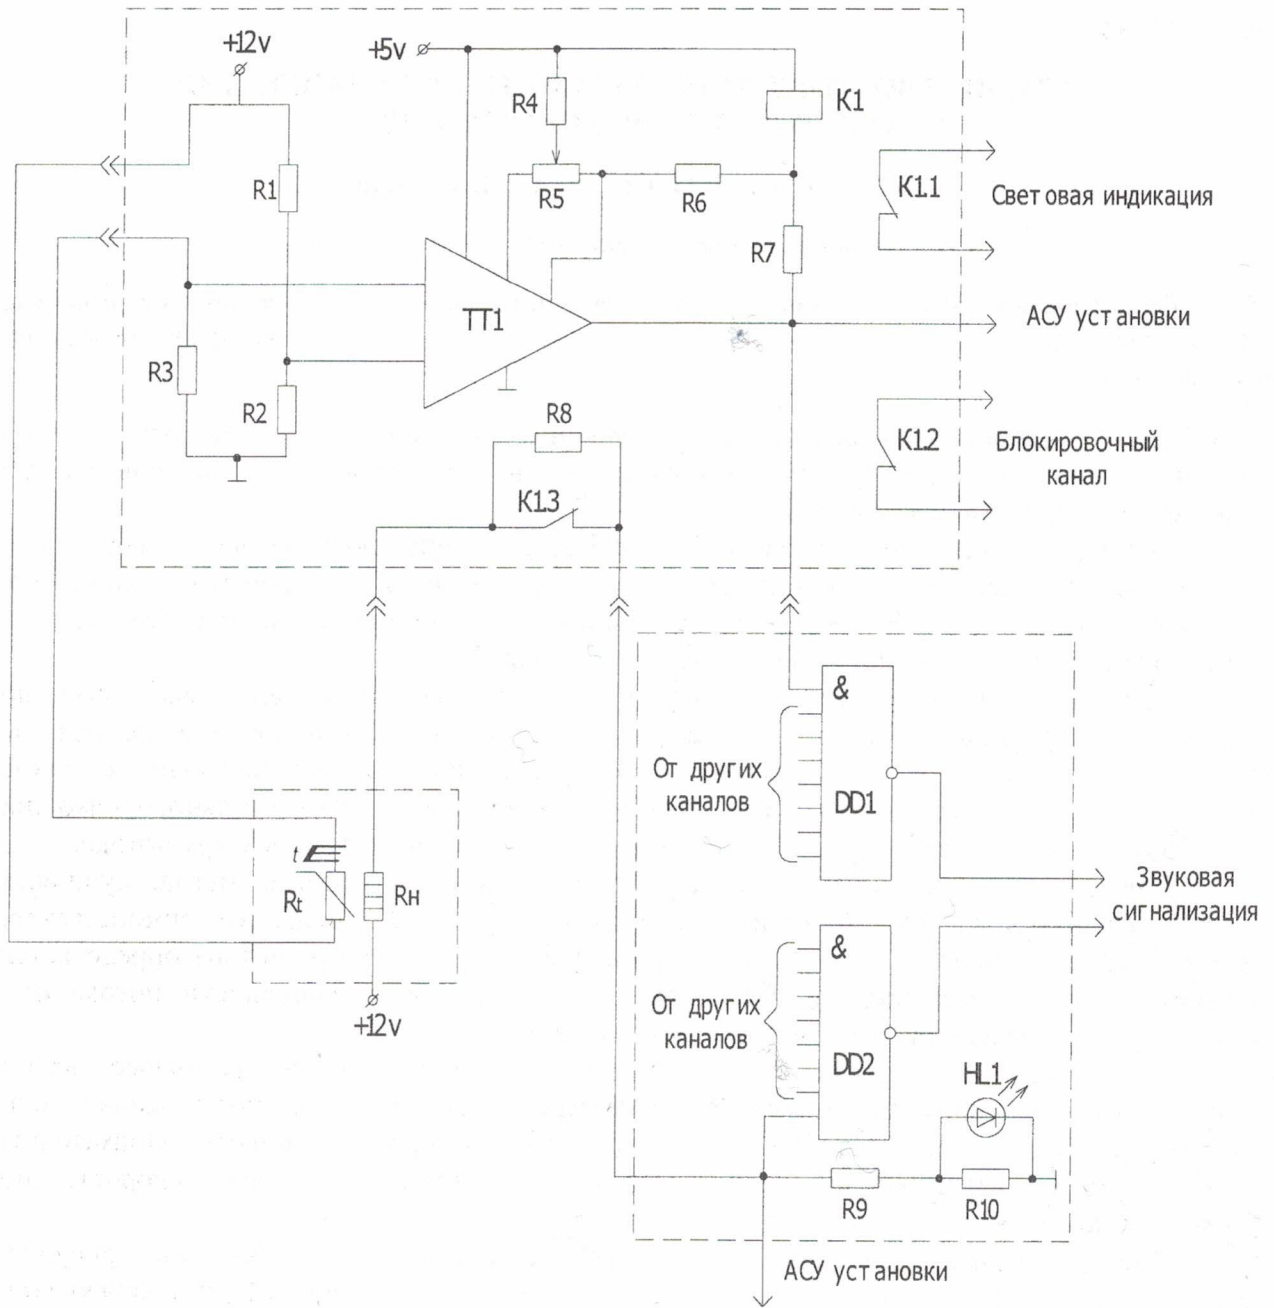 +12v
+5v
R4
K1
R1
R5
R6
K1.1
Световая индикация
R7
TT1
АСУ установки
R3
R2
R8
K1.2
Блокировочный
канал
K1.3
&
От других
каналов
DD1
t
Rt
Rн
Звуковая
сигнализация
&
От других
каналов
+12v
DD2
HL1
R9
R10
АСУ установки